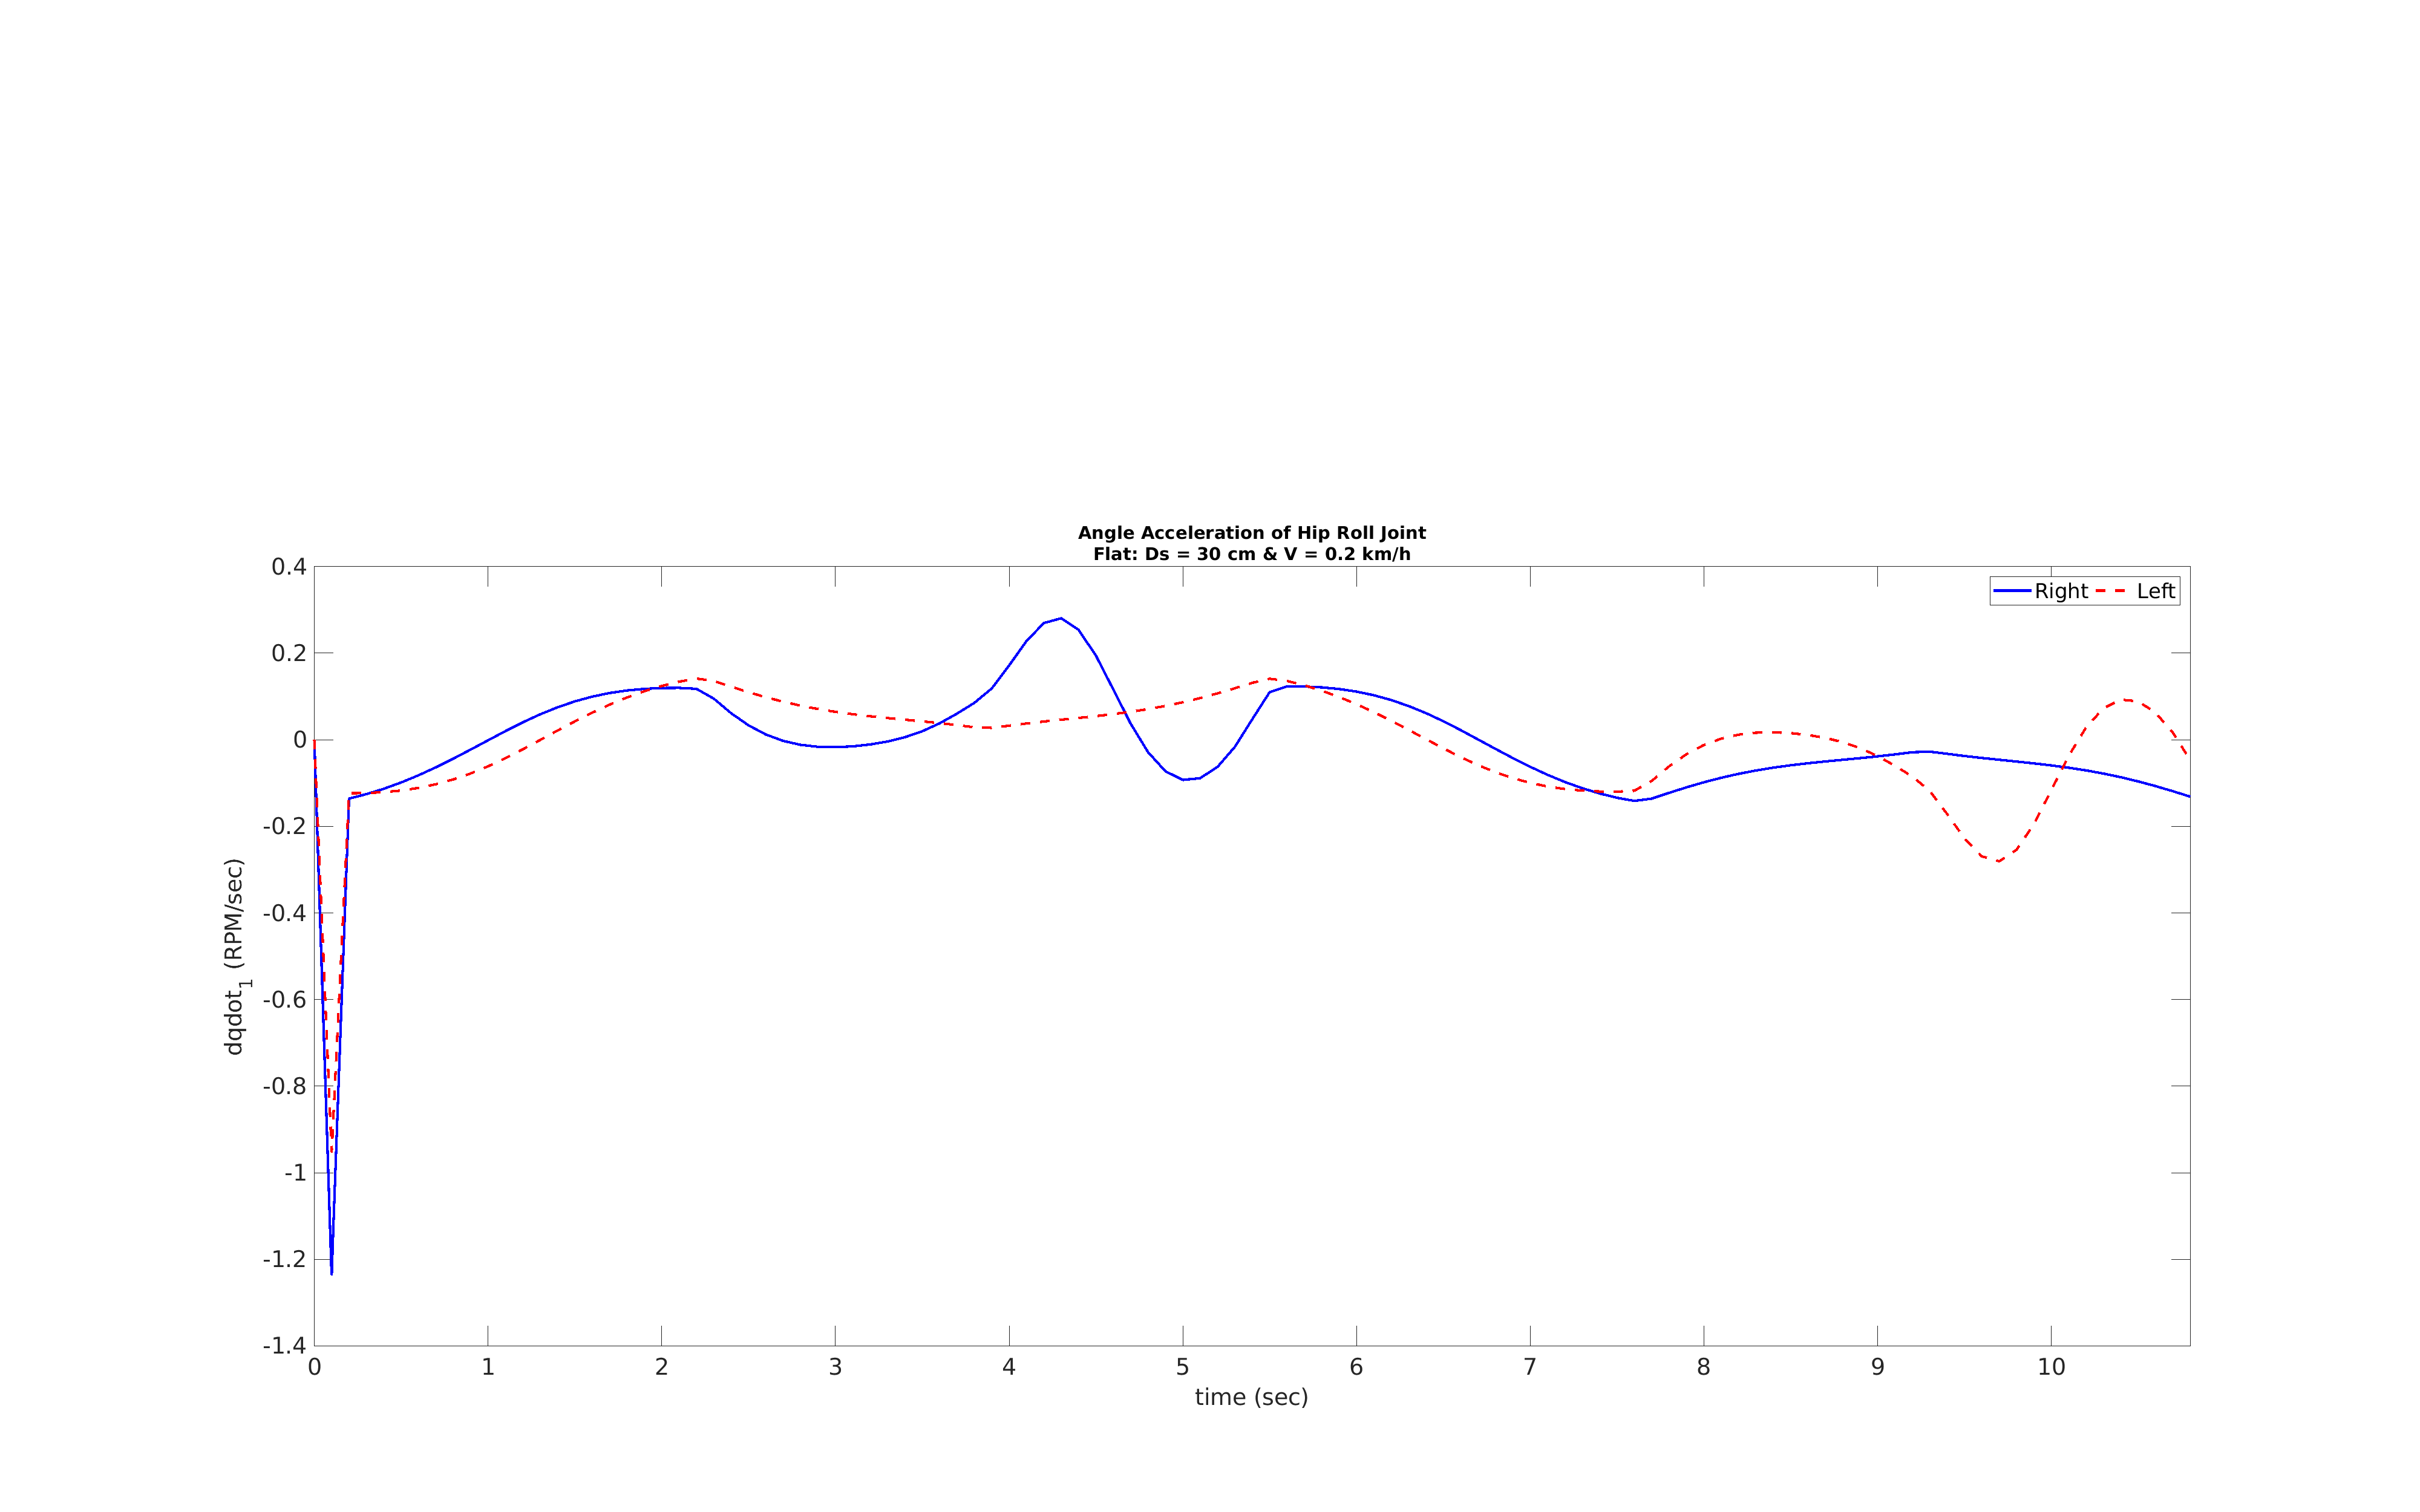 Angle Acceleration of Hip Roll Joint
Flat: Ds = 30 cm & V = 0.2 km/h
Right Left
0.4
0.2
0
-0.2
-0.4
-0.6
-0.8
-1
-1.2
-1.4
dqdot1 (RPM/sec)
0 1 2 3 4 5 6 7 8 9 10
time (sec)